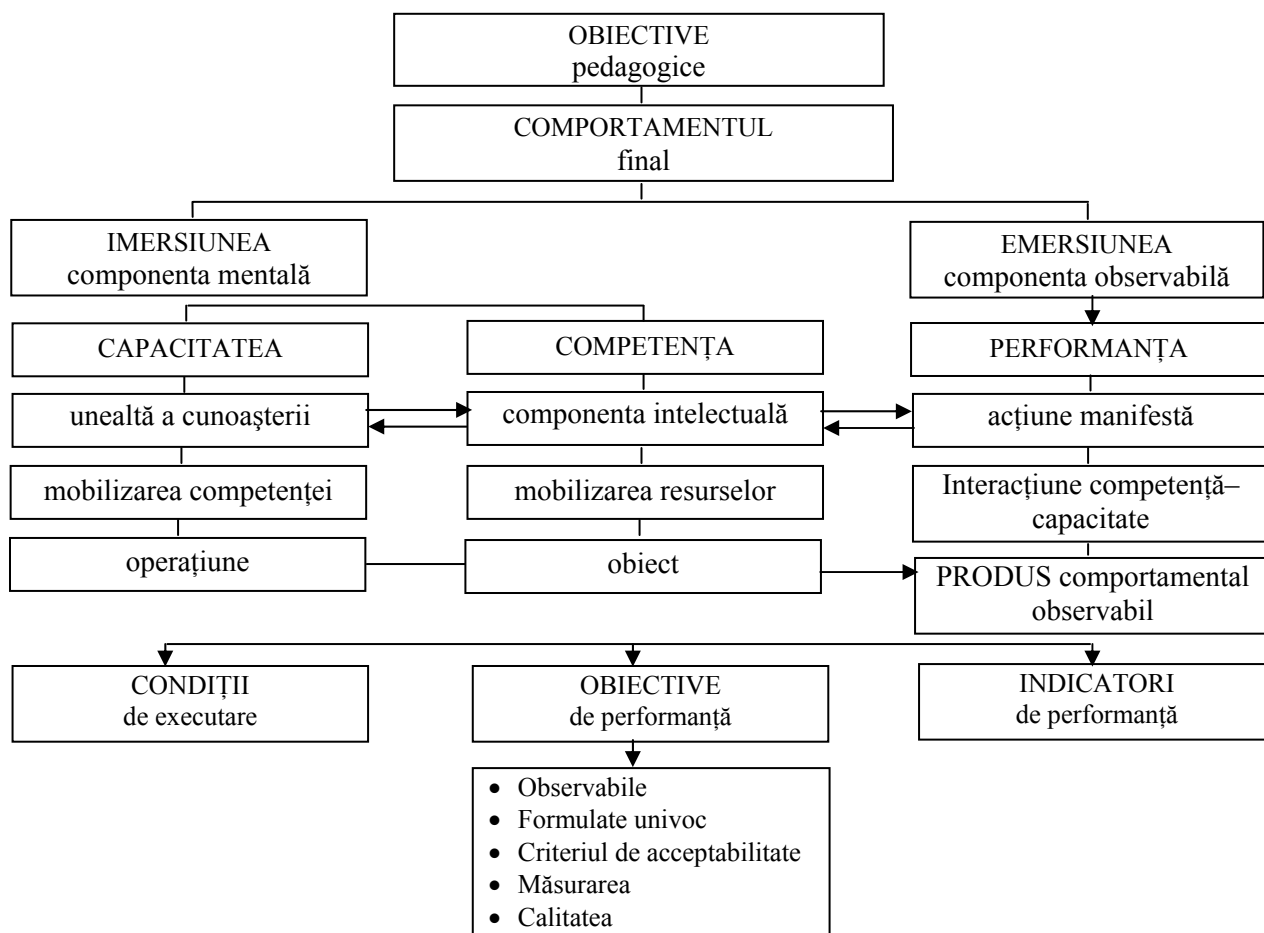 OBIECTIVE
pedagogice
COMPORTAMENTUL
final
IMERSIUNEA
componenta mentală
EMERSIUNEA
componenta observabilă
CAPACITATEA
COMPETENȚA
PERFORMANȚA
unealtă a cunoaşterii
componenta intelectuală
acțiune manifestă
mobilizarea competenței
mobilizarea resurselor
Interacțiune competență–
capacitate
operațiune
obiect
PRODUS comportamental
observabil
CONDIȚII
de executare
OBIECTIVE
de performanță
INDICATORI
de performanță
• Observabile
• Formulate univoc
• Criteriul de acceptabilitate
• Măsurarea
• Calitatea